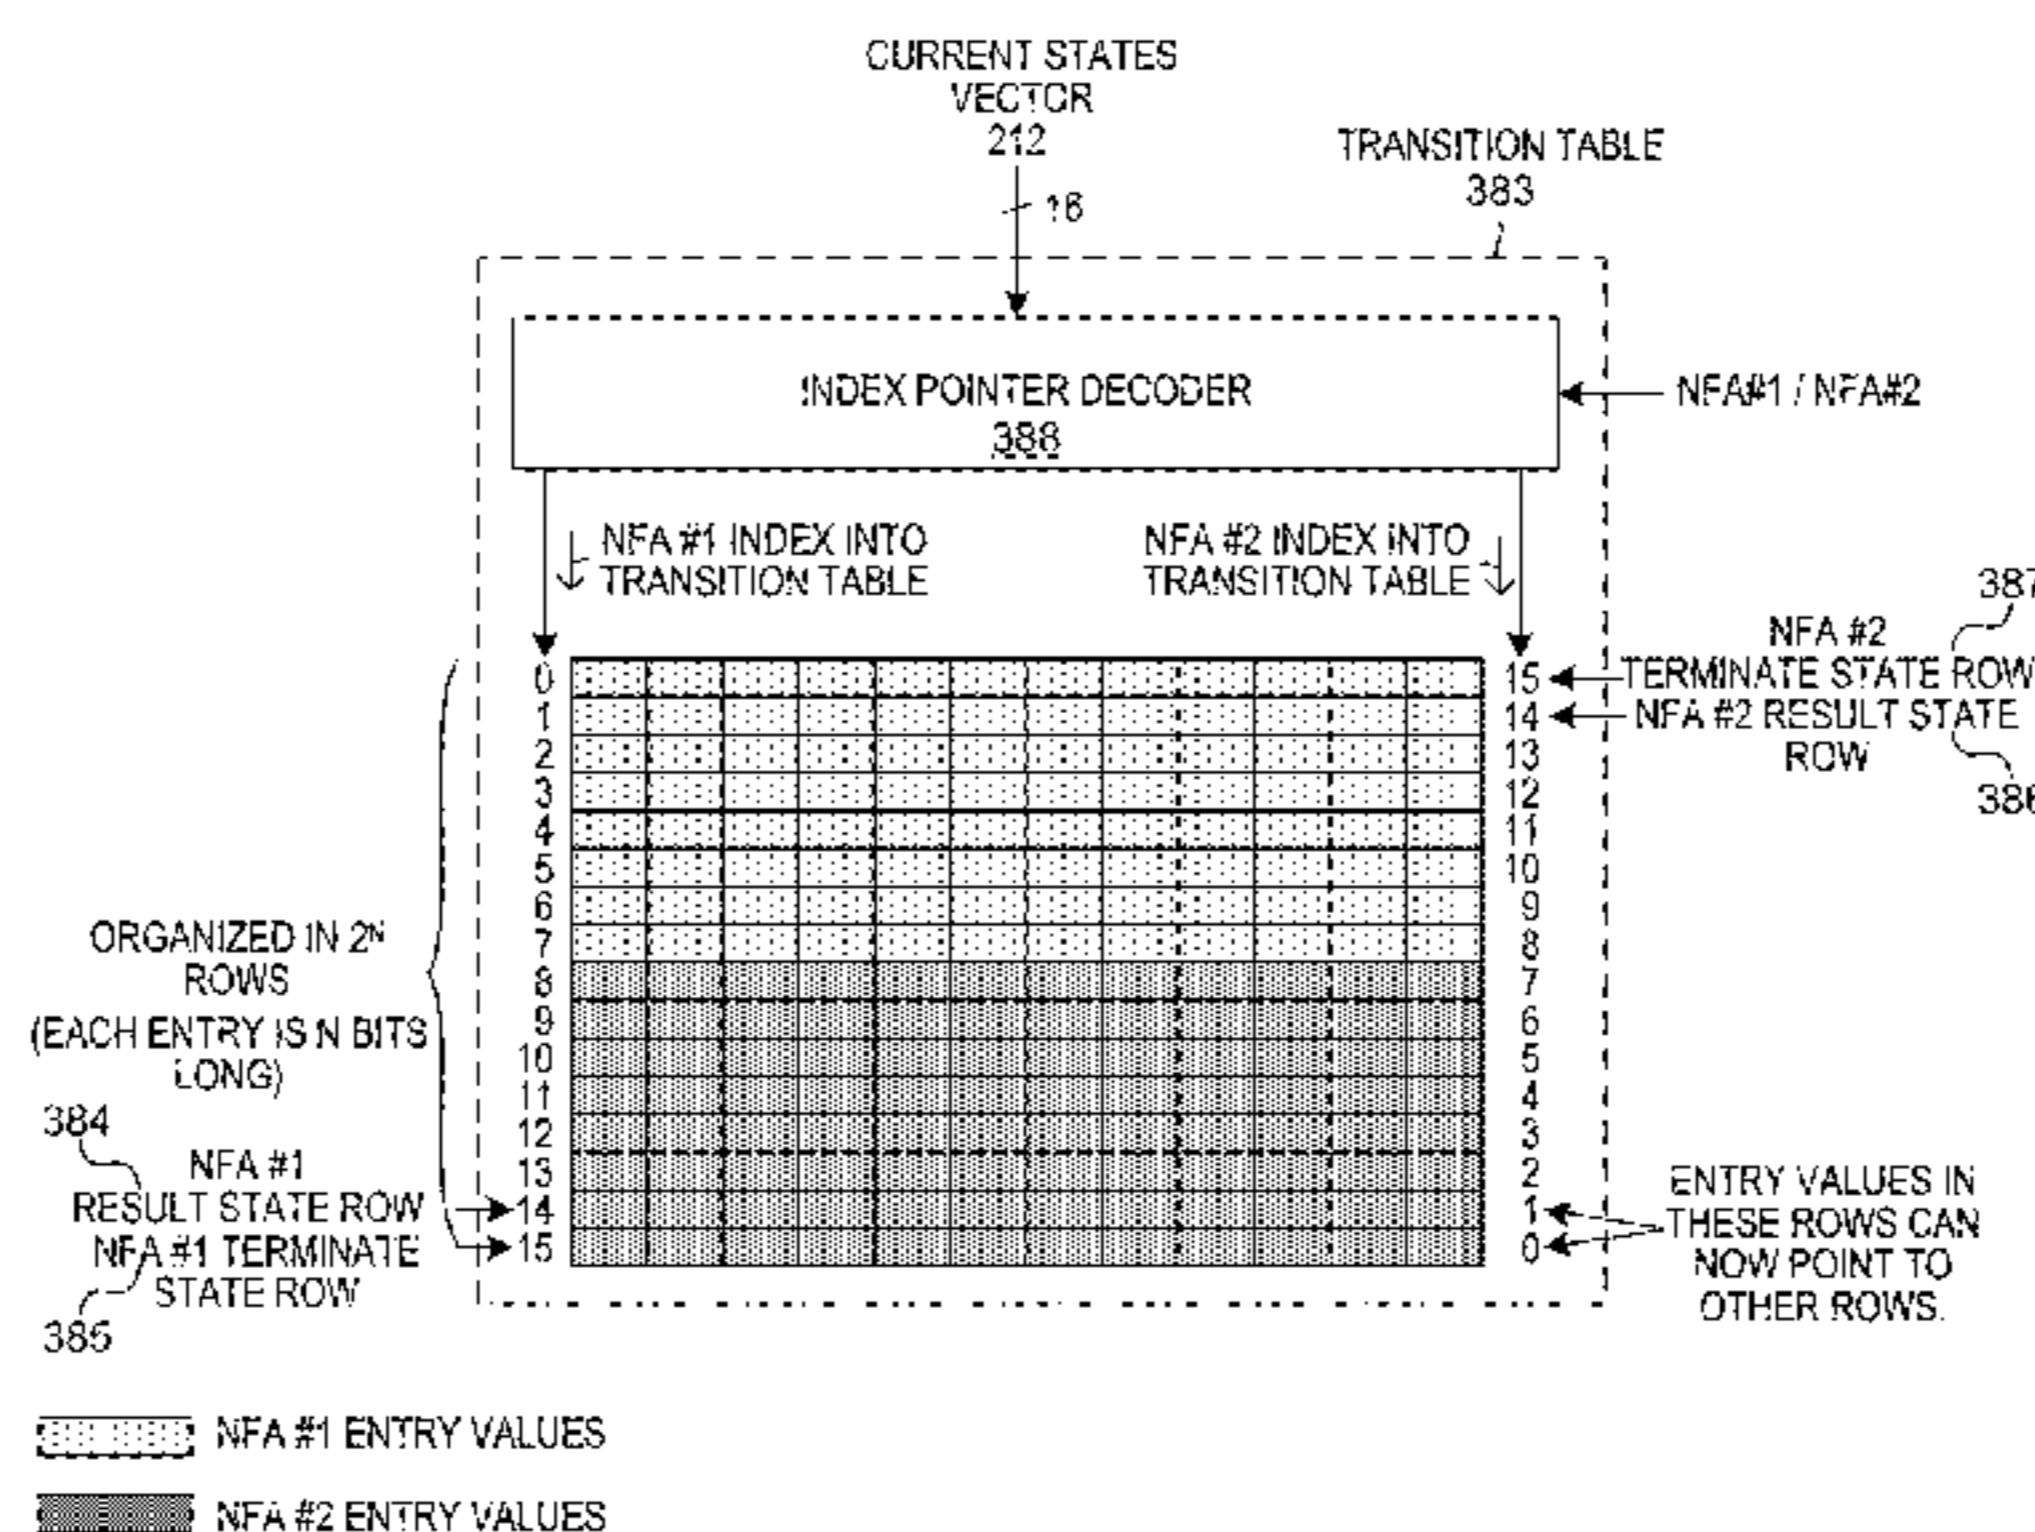 CURRENT STATES
VECTOR
212
16
TRANSITION TABLE
383
INDEX POINTER DECODER
388
NFA#1 / NFA#2
NFA #1 INDEX INTO
TRANSITION TABLE
NFA #2 INDEX INTO
TRANSITION TABLE
387
NFA #2
TERMINATE STATE ROW
NFA #2 RESULT STATE
ROW
386
0
1
2
3
4
5
6
7
8
9
10
11
12
13
14
15
15
14
13
12
11
10
9
8
7
6
5
4
3
2
1
0
ORGANIZED IN 2N
ROWS
(EACH ENTRY IS N BITS
LONG)
384
NFA #1
RESULT STATE ROW
NFA #1 TERMINATE
STATE ROW
385
ENTRY VALUES IN
THESE ROWS CAN
NOW POINT TO
OTHER ROWS.
NFA #1 ENTRY VALUES
NFA #2 ENTRY VALUES